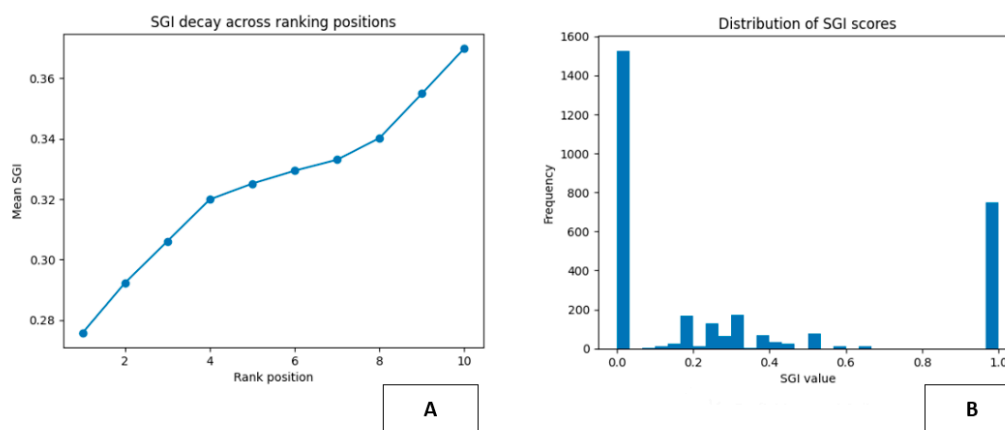 SGI decay across ranking positions
0.36
0.34
0.32
0.30
0.28
Mean SGI
2 4 6 8 10
Rank position
A
Distribution of SGI scores
1600
1400
1200
1000
800
600
400
200
0
Frequency
0.0 0.2 0.4 0.6 0.8 1.0
SGI value
B